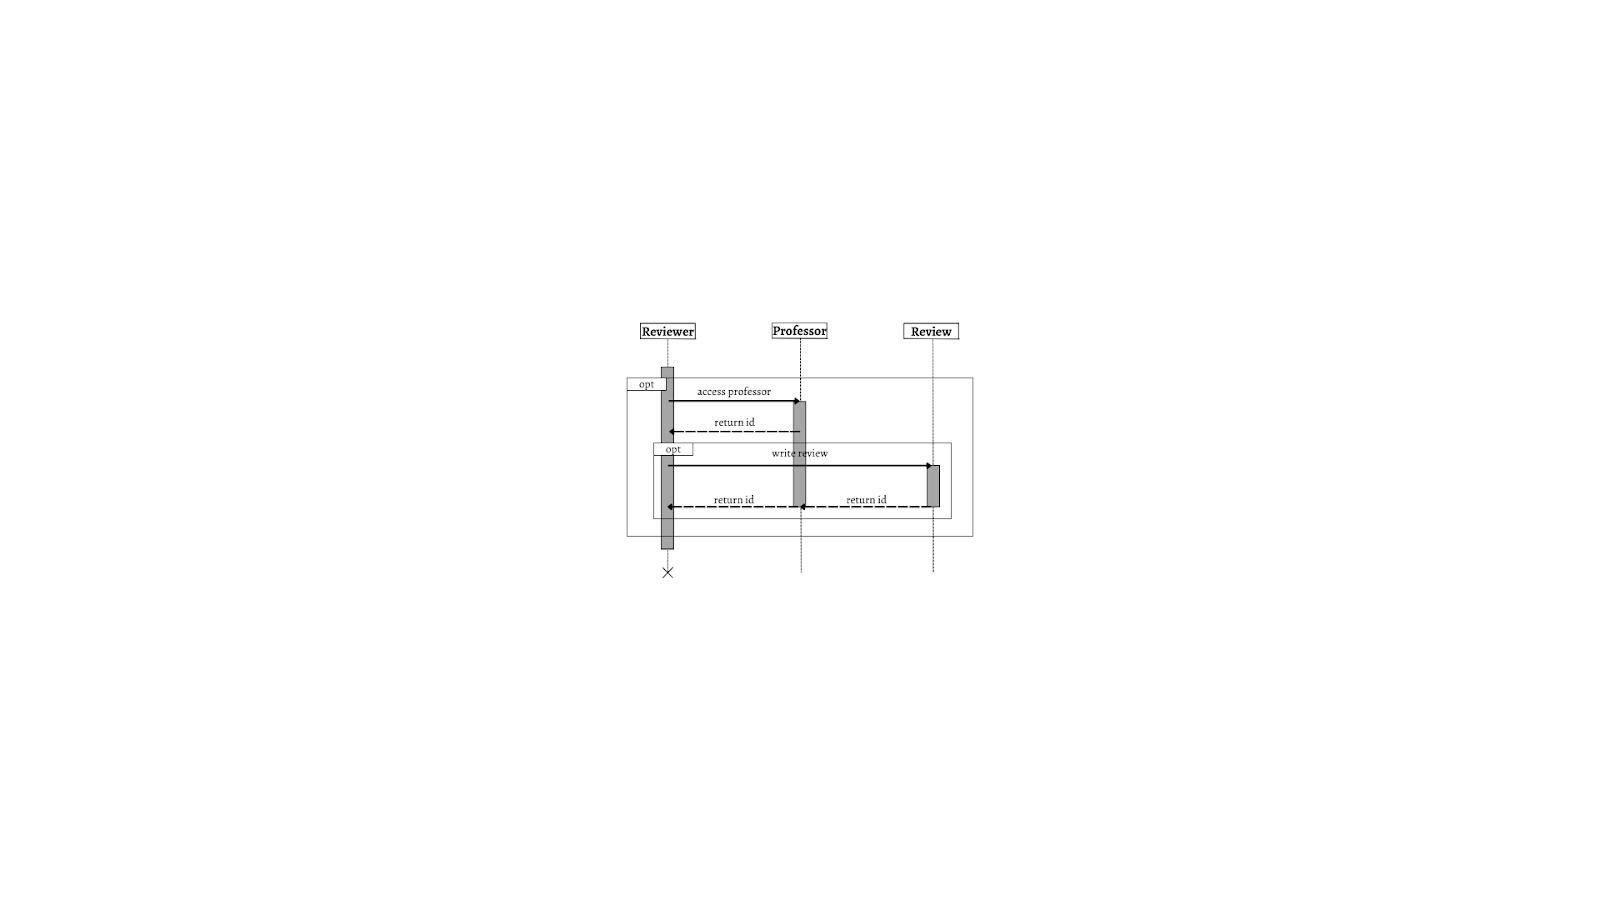 Reviewer
Professor
Review
opt
access professor
return id
opt
write review
return id
return id